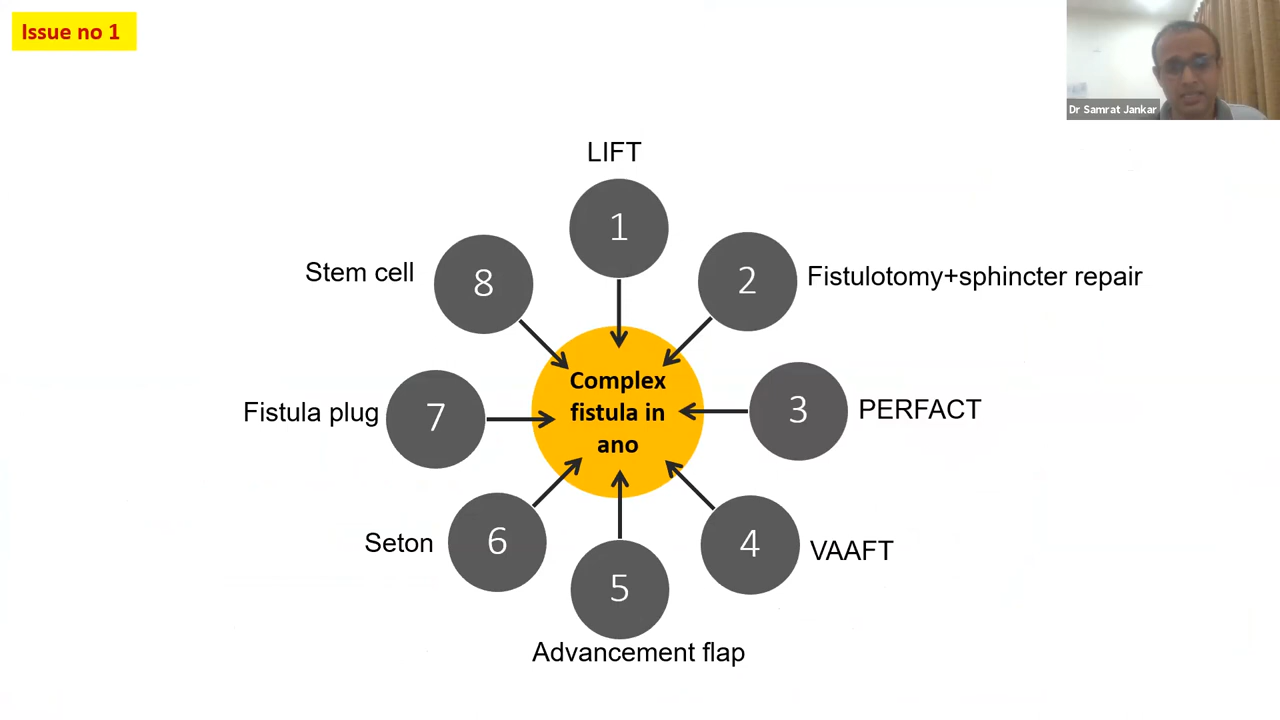 Issue no 1
Dr Samrat Jankar
LIFT
1
2
Fistulotomy+sphincter repair
Stem cell
8
Complex
fistula in
ano
3
PERFACT
Fistula plug
7
4
VAAFT
Seton
6
5
Advancement flap